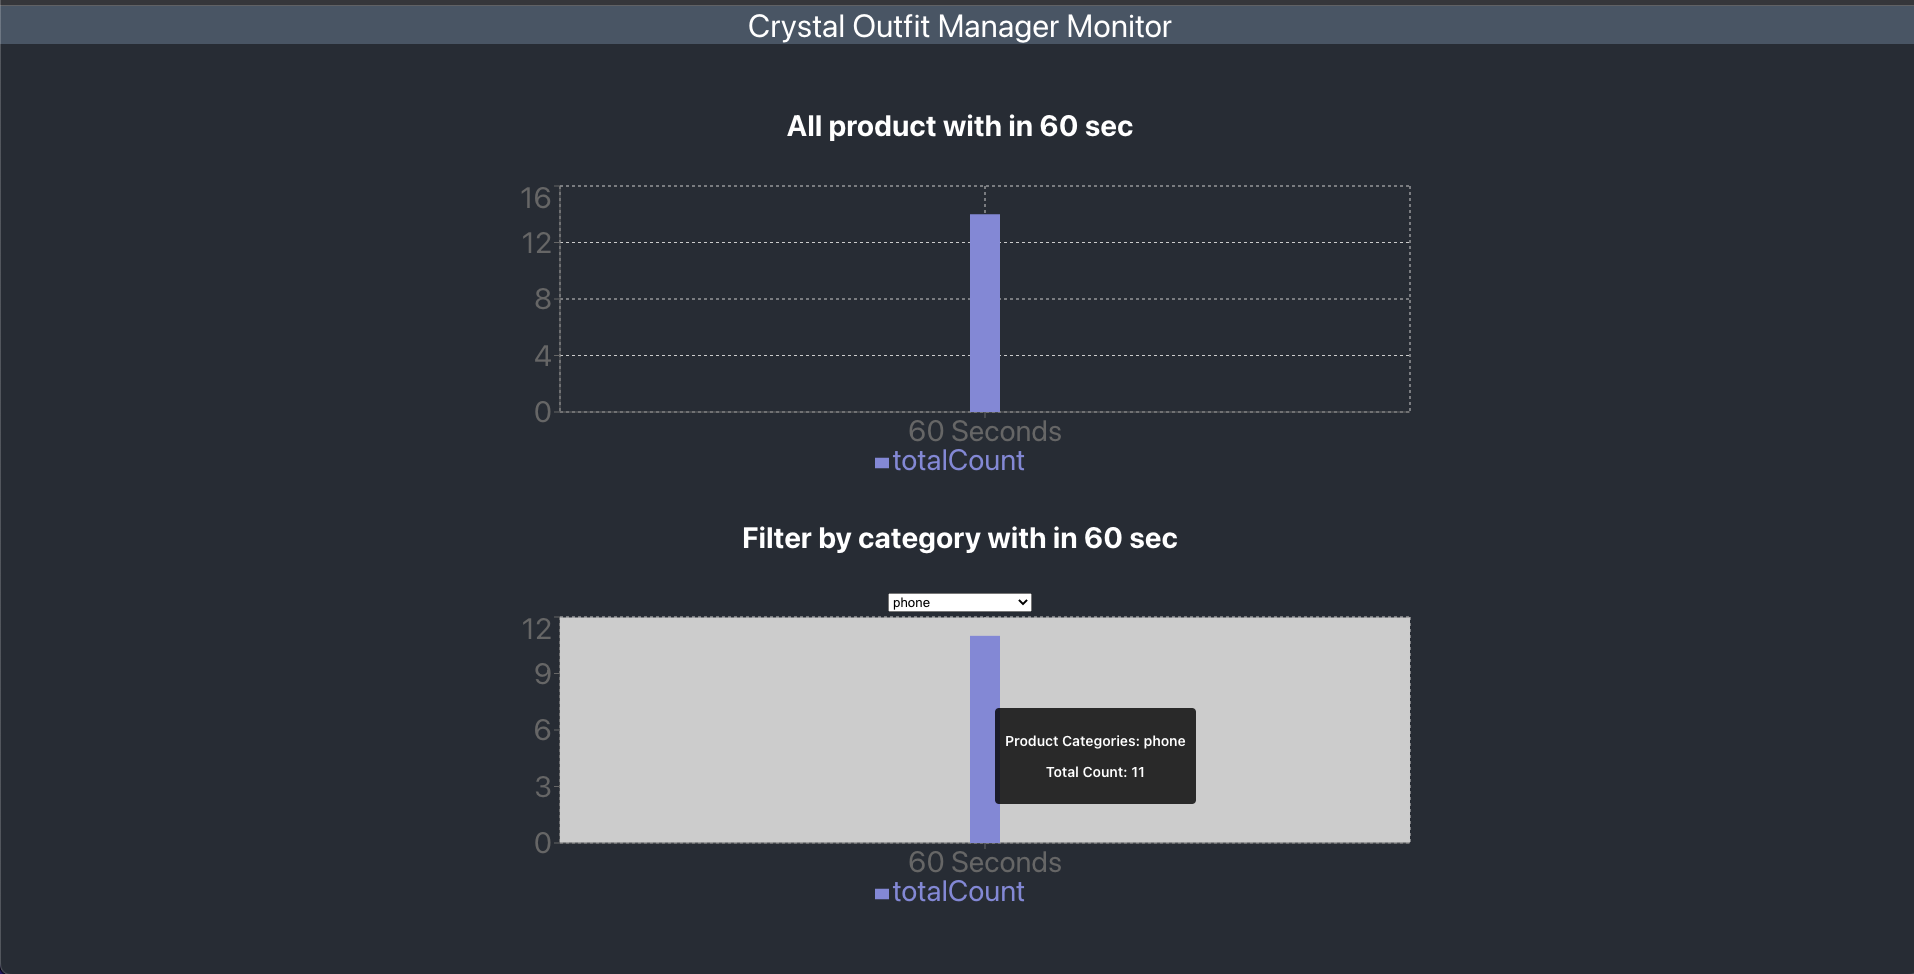 Crystal Outfit Manager Monitor
All product with in 60 sec
16
12
8
4
0
60 Seconds
totalCount
Filter by category with in 60 sec
phone
12
9
6
3
0
Product Categories: phone
Total Count: 11
60 Seconds
totalCount